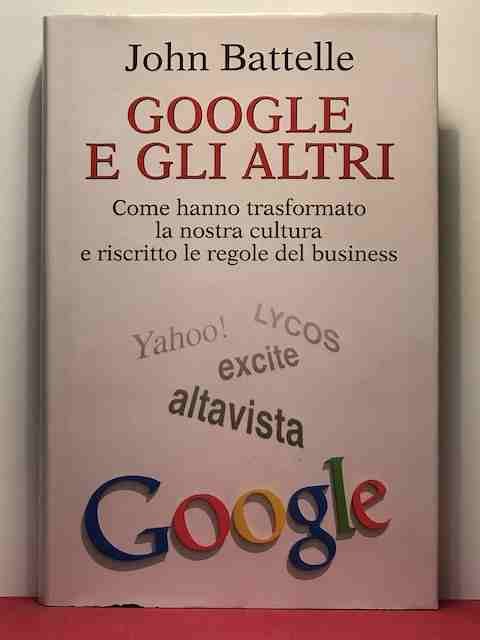 John Battelle
GOOGLE
E GLI ALTRI
Come hanno trasformato
la nostra cultura
e riscritto le regole del business
Yahoo! LYCOS
excite
altavista
Google